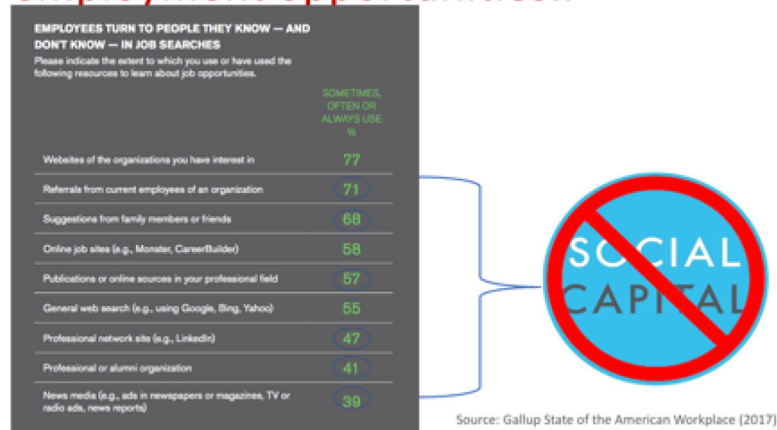 employment opportunities.
EMPLOYEES TURN TO PEOPLE THEY KNOW — AND
DON'T KNOW — IN JOB SEARCHES
Please indicate the extent to which you use or have used the
following resources to learn about job opportunities.
SOMETIMES,
OFTEN OR
ALWAYS USE
%
Websites of the organizations you have interest in 77
Referrals from current employees of an organization 71
Suggestions from family members or friends 68
Online job sites (e.g., Monster, CareerBuilder) 58
Publications or online sources in your professional field 57
General web search (e.g., using Google, Bing, Yahoo) 55
Professional network site (e.g., LinkedIn) 47
Professional or alumni organization 41
News media (e.g., ads in newspapers or magazines, TV or
radio ads, news reports) 39
SOCIAL
CAPITAL
Source: Gallup State of the American Workplace (2017)